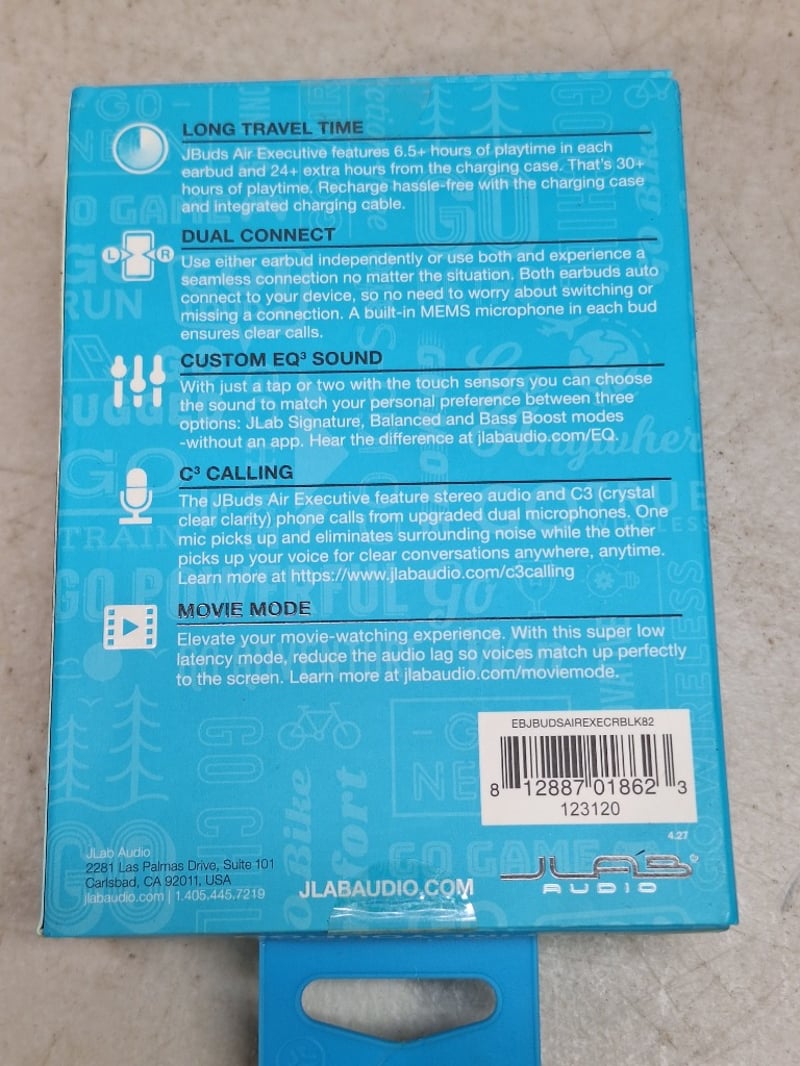 LONG TRAVEL TIME
JBuds Air Executive features 6.5+ hours of playtime in each
earbud and 24+ extra hours from the charging case. That's 30+
hours of playtime. Recharge hassle-free with the charging case
and integrated charging cable.
DUAL CONNECT
L R
Use either earbud independently or use both and experience a
seamless connection no matter the situation. Both earbuds auto
connect to your device, so no need to worry about switching or
missing a connection. A built-in MEMS microphone in each bud
ensures clear calls.
CUSTOM EQ³ SOUND
With just a tap or two with the touch sensors you can choose
the sound to match your personal preference between three
options: JLab Signature, Balanced and Bass Boost modes
-without an app. Hear the difference at jlabaudio.com/EQ.
C³ CALLING
The JBuds Air Executive feature stereo audio and C3 (crystal
clear clarity) phone calls from upgraded dual microphones. One
mic picks up and eliminates surrounding noise while the other
picks up your voice for clear conversations anywhere, anytime.
Learn more at https://www.jlabaudio.com/c3calling
MOVIE MODE
Elevate your movie-watching experience. With this super low
latency mode, reduce the audio lag so voices match up perfectly
to the screen. Learn more at jlabaudio.com/moviemode.
EBJBUDSAIREXECRBLK82
8 12887 01862 3
123120
4.27
JLab Audio
2281 Las Palmas Drive, Suite 101
Carlsbad, CA 92011, USA
jlabaudio.com | 1.405.445.7219
JLABAUDIO.COM
JLAB®
AUDIO